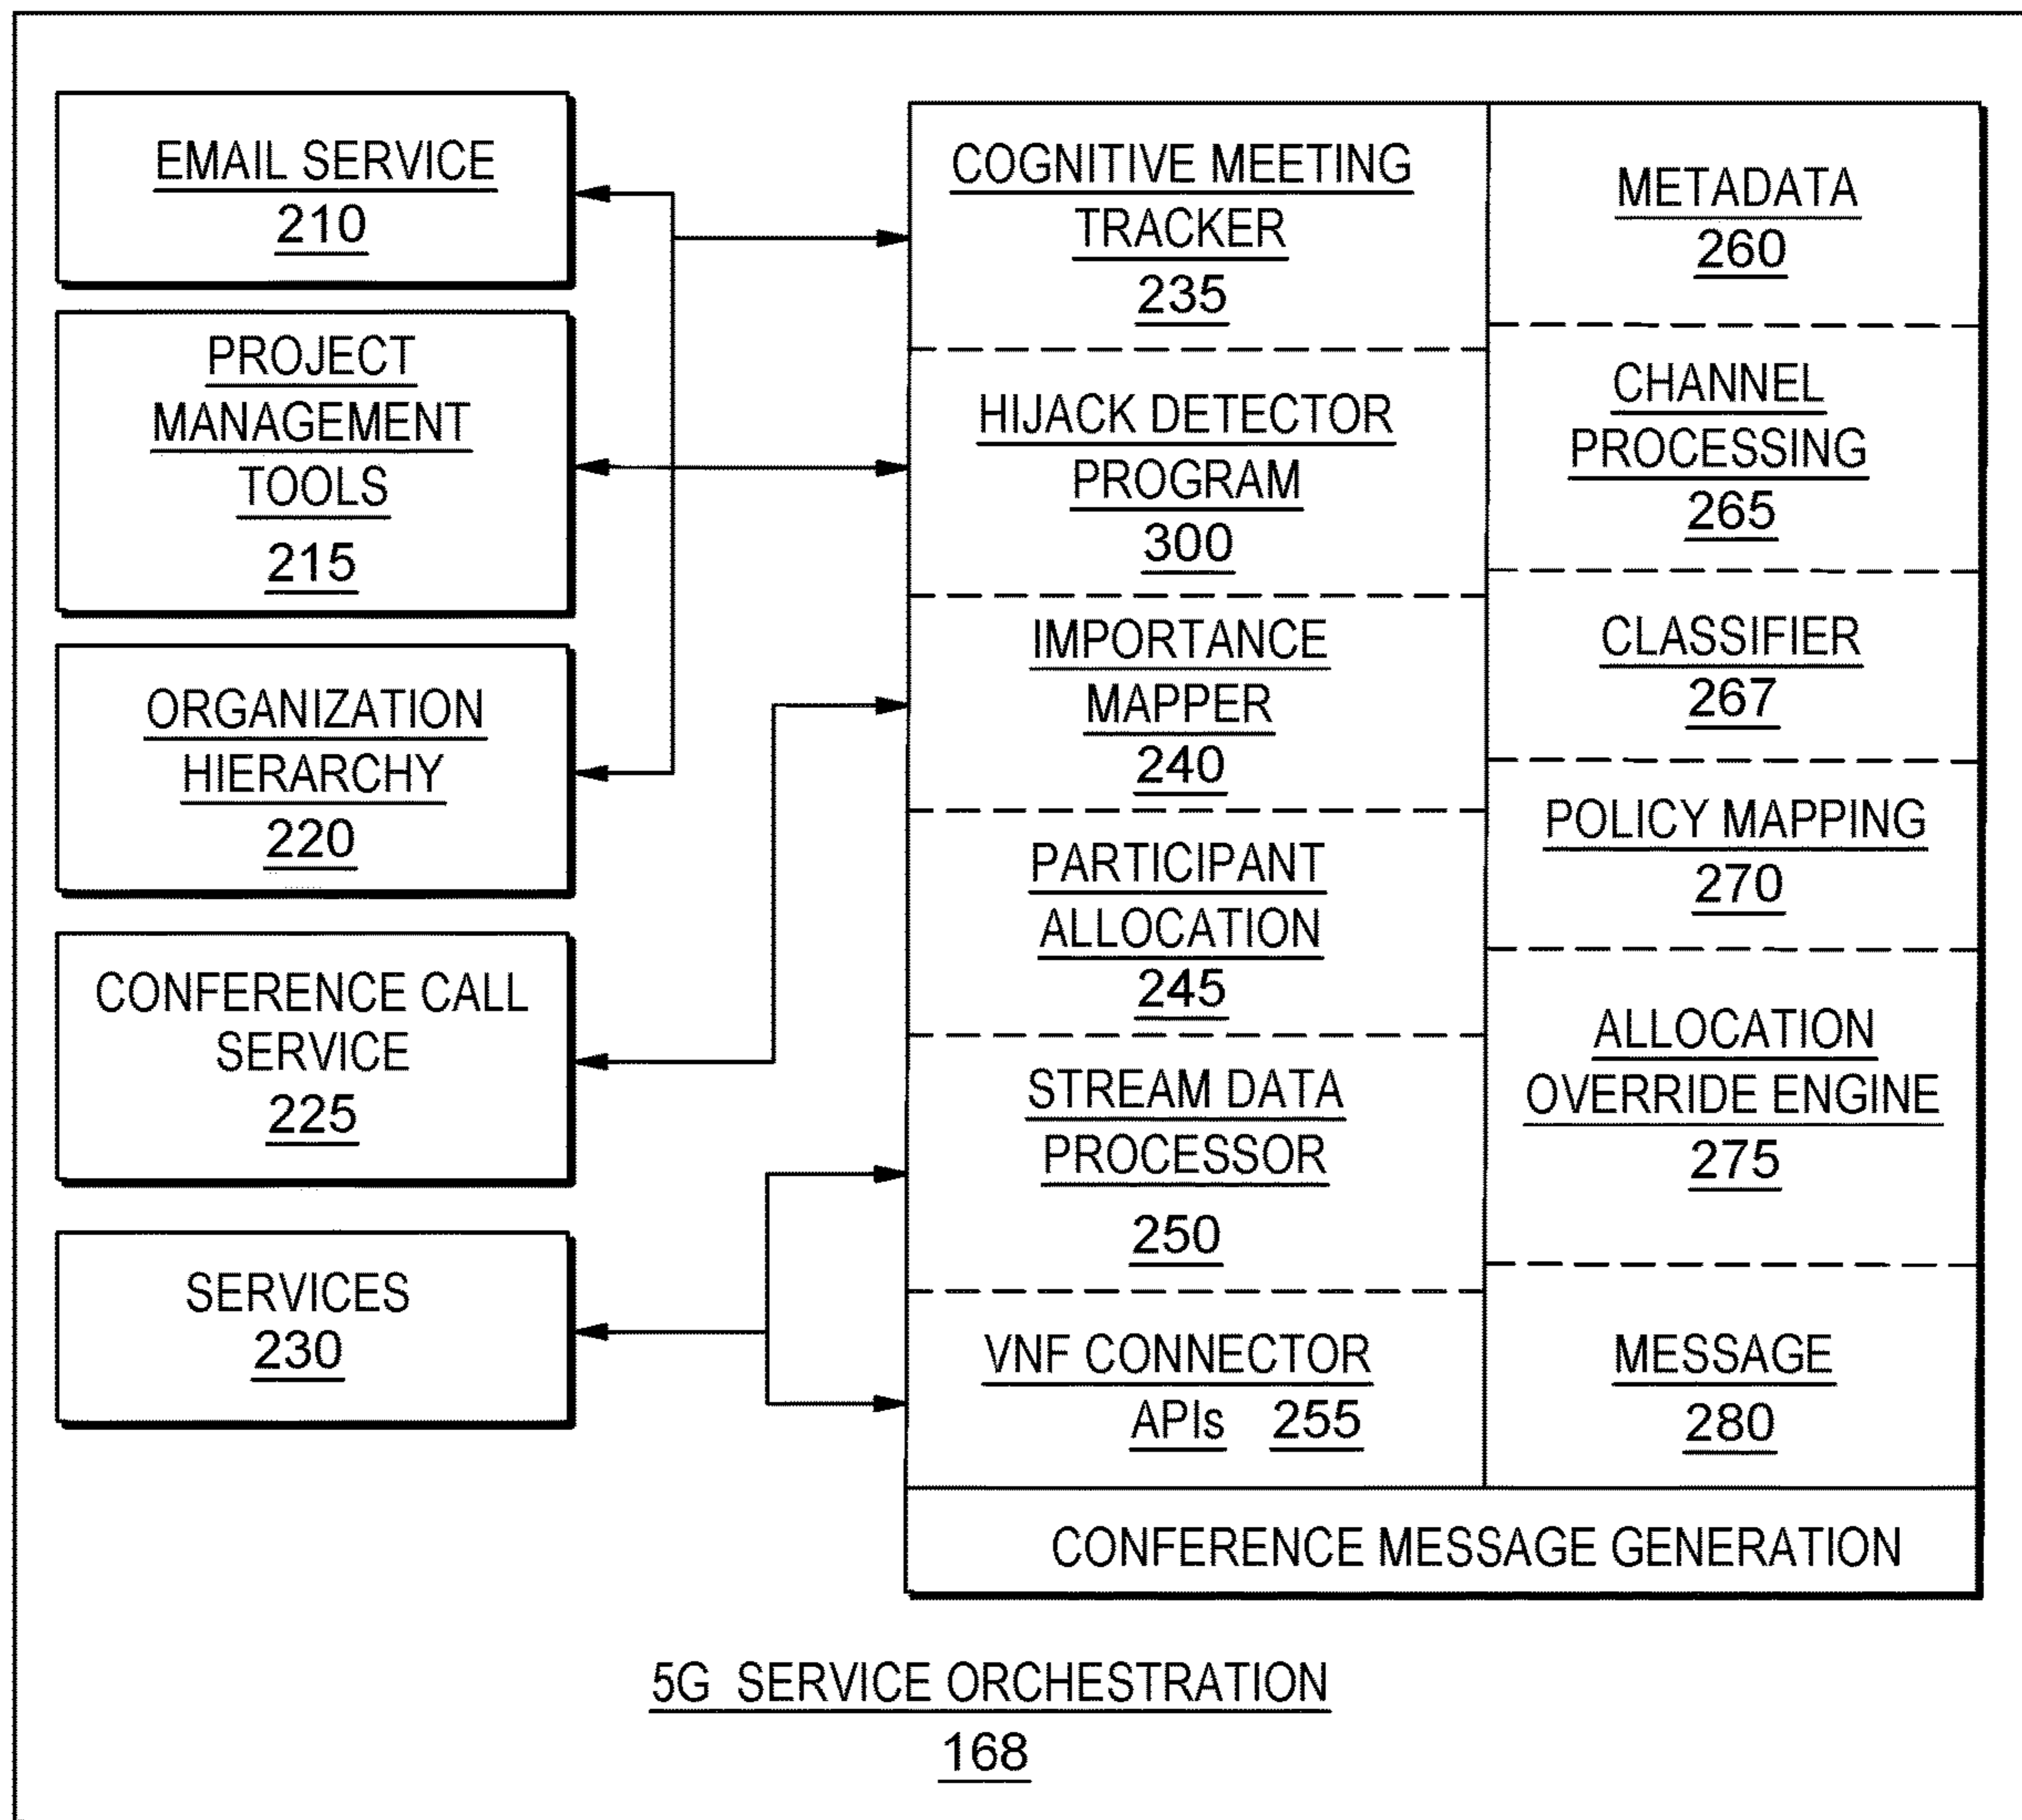 EMAIL SERVICE
210
PROJECT
MANAGEMENT
TOOLS
215
ORGANIZATION
HIERARCHY
220
CONFERENCE CALL
SERVICE
225
SERVICES
230
COGNITIVE MEETING
TRACKER
235
HIJACK DETECTOR
PROGRAM
300
IMPORTANCE
MAPPER
240
PARTICIPANT
ALLOCATION
245
STREAM DATA
PROCESSOR
250
VNF CONNECTOR
APIs 255
METADATA
260
CHANNEL
PROCESSING
265
CLASSIFIER
267
POLICY MAPPING
270
ALLOCATION
OVERRIDE ENGINE
275
MESSAGE
280
CONFERENCE MESSAGE GENERATION
5G SERVICE ORCHESTRATION
168